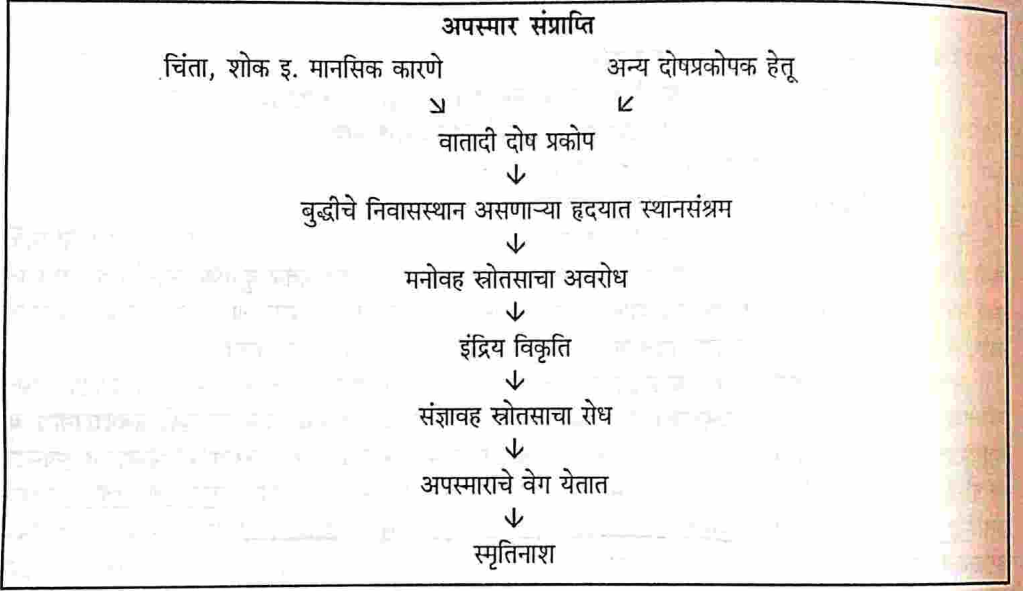 अपस्मार संप्राप्ति
चिंता, शोक इ. मानसिक कारणे अन्य दोषप्रकोपक हेतू
↘ ↙
वातादी दोष प्रकोप
↓
बुद्धीचे निवासस्थान असणाऱ्या हृदयात स्थानसंश्रम
↓
मनोवह स्रोतसाचा अवरोध
↓
इंद्रिय विकृति
↓
संज्ञावह स्रोतसाचा रोध
↓
अपस्माराचे वेग येतात
↓
स्मृतिनाश